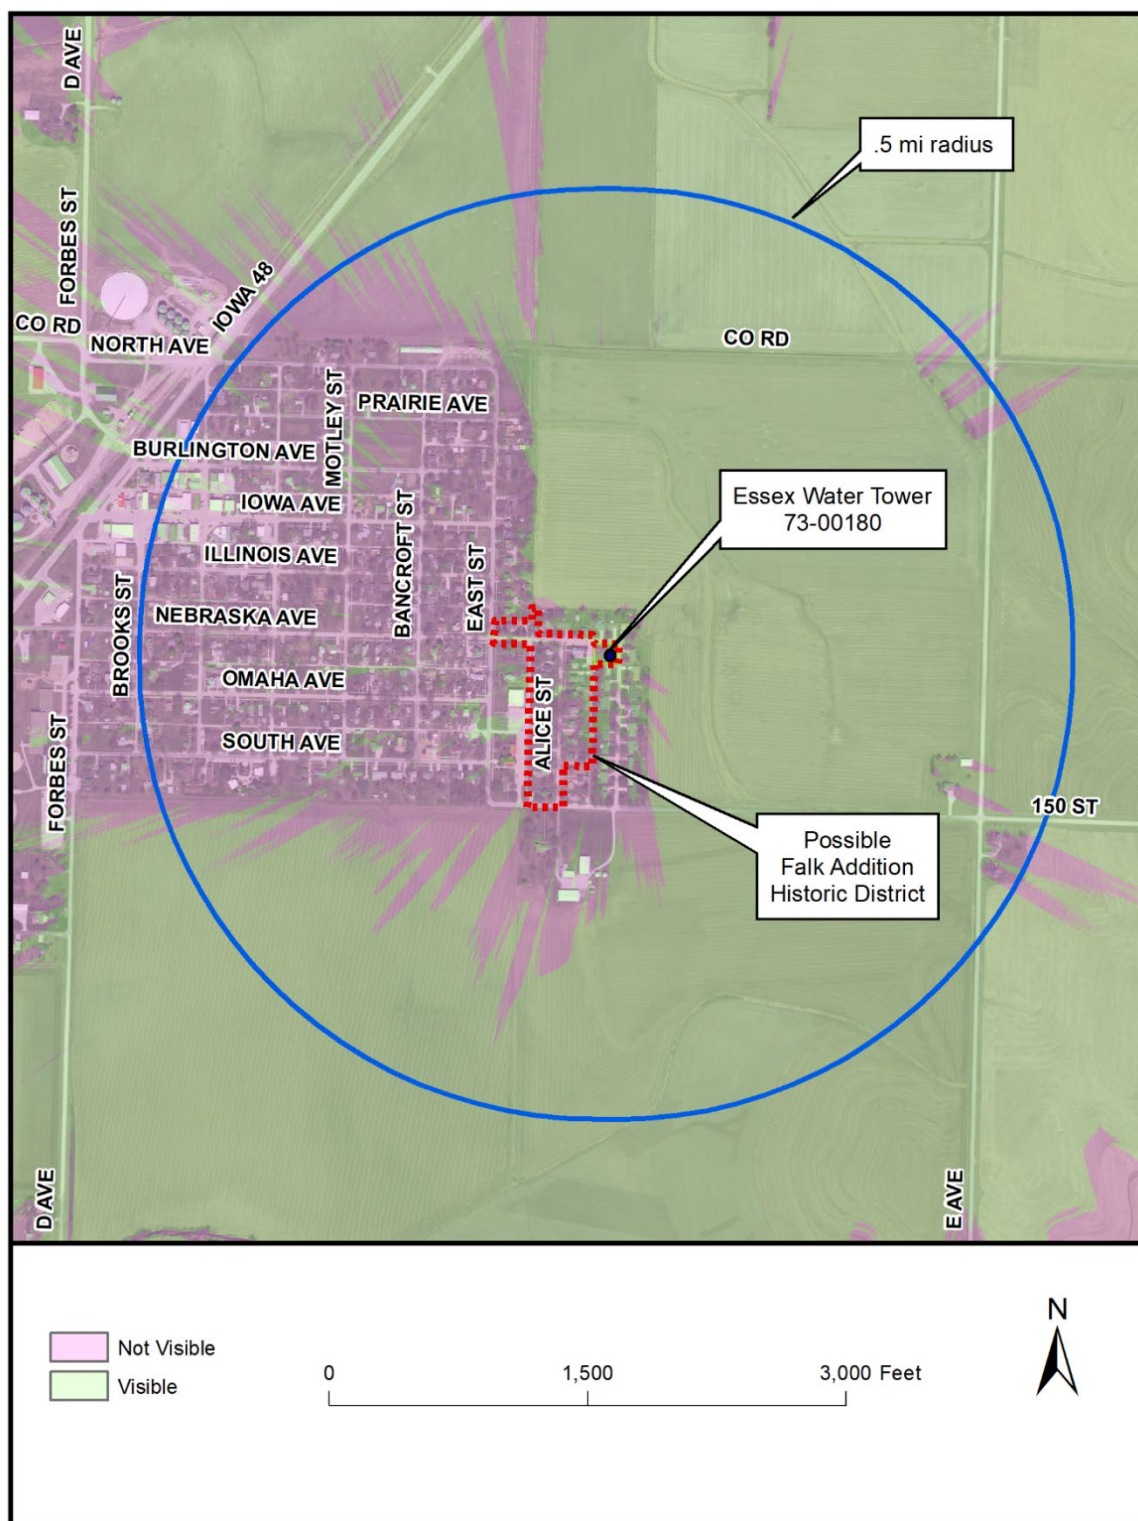 D AVE
.5 mi radius
FORBES ST
IOWA 48
CO RD
NORTH AVE
CO RD
MOTLEY ST
PRAIRIE AVE
BURLINGTON AVE
IOWA AVE
Essex Water Tower
73-00180
BANCROFT ST
ILLINOIS AVE
EAST ST
BROOKS ST
NEBRASKA AVE
OMAHA AVE
ALICE ST
SOUTH AVE
FORBES ST
150 ST
Possible
Falk Addition
Historic District
D AVE
E AVE
Not Visible
Visible
0 1,500 3,000 Feet
N